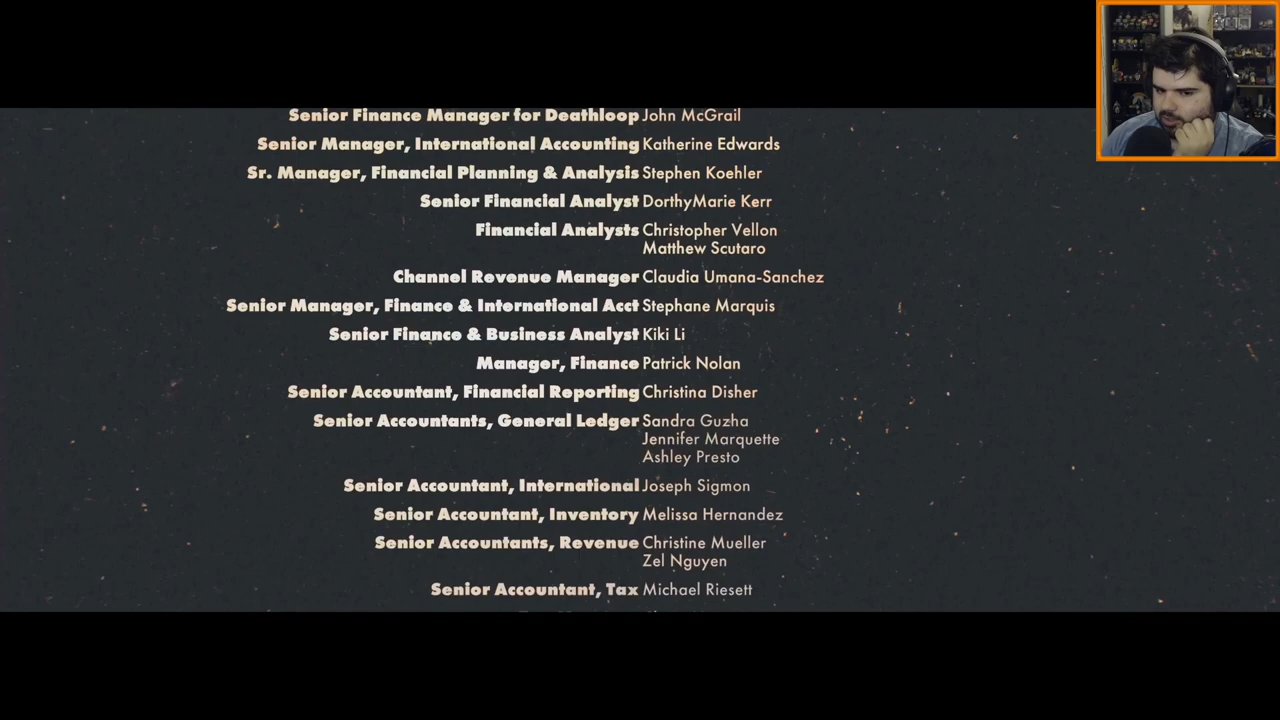 Senior Finance Manager for Deathloop John McGrail
Senior Manager, International Accounting Katherine Edwards
Sr. Manager, Financial Planning & Analysis Stephen Koehler
Senior Financial Analyst DorthyMarie Kerr
Financial Analysts Christopher Vellon
Matthew Scutaro
Channel Revenue Manager Claudia Umana-Sanchez
Senior Manager, Finance & International Acct Stephane Marquis
Senior Finance & Business Analyst Kiki Li
Manager, Finance Patrick Nolan
Senior Accountant, Financial Reporting Christina Disher
Senior Accountants, General Ledger Sandra Guzha
Jennifer Marquette
Ashley Presto
Senior Accountant, International Joseph Sigmon
Senior Accountant, Inventory Melissa Hernandez
Senior Accountants, Revenue Christine Mueller
Zel Nguyen
Senior Accountant, Tax Michael Riesett